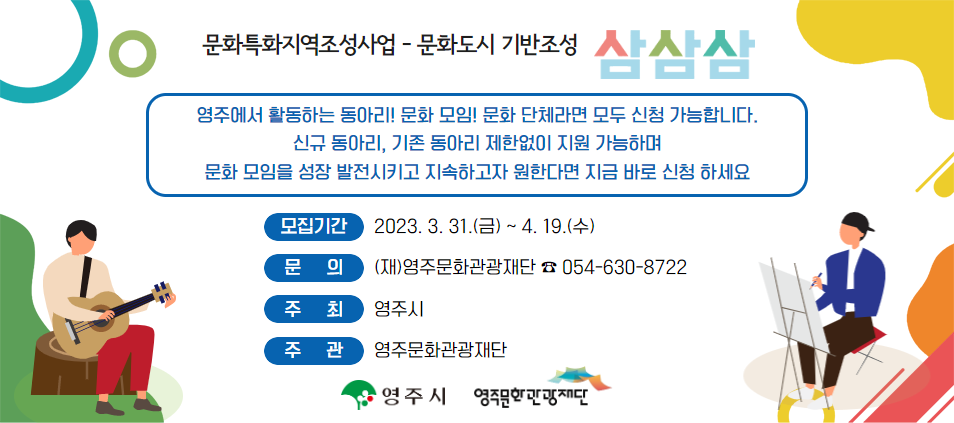 문화특화지역조성사업 - 문화도시 기반조성 삼삼삼
영주에서 활동하는 동아리! 문화 모임! 문화 단체라면 모두 신청 가능합니다.
신규 동아리, 기존 동아리 제한없이 지원 가능하며
문화 모임을 성장 발전시키고 지속하고자 원한다면 지금 바로 신청 하세요
모집기간 2023. 3. 31.(금) ~ 4. 19.(수)
문 의 (재)영주문화관광재단 ☎ 054-630-8722
주 최 영주시
주 관 영주문화관광재단
영주시 영주문화관광재단